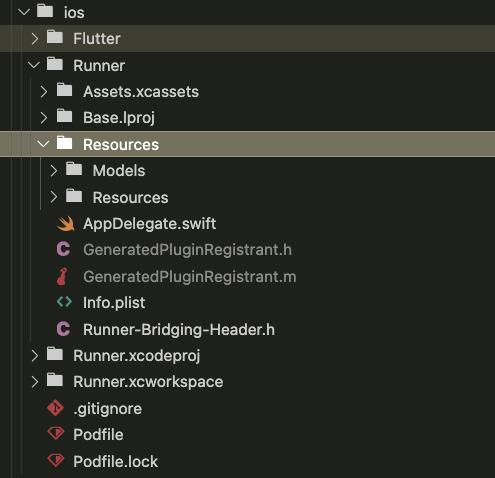 ios
Flutter
Runner
Assets.xcassets
Base.lproj
Resources
Models
Resources
AppDelegate.swift
GeneratedPluginRegistrant.h
GeneratedPluginRegistrant.m
Info.plist
Runner-Bridging-Header.h
Runner.xcodeproj
Runner.xcworkspace
.gitignore
Podfile
Podfile.lock